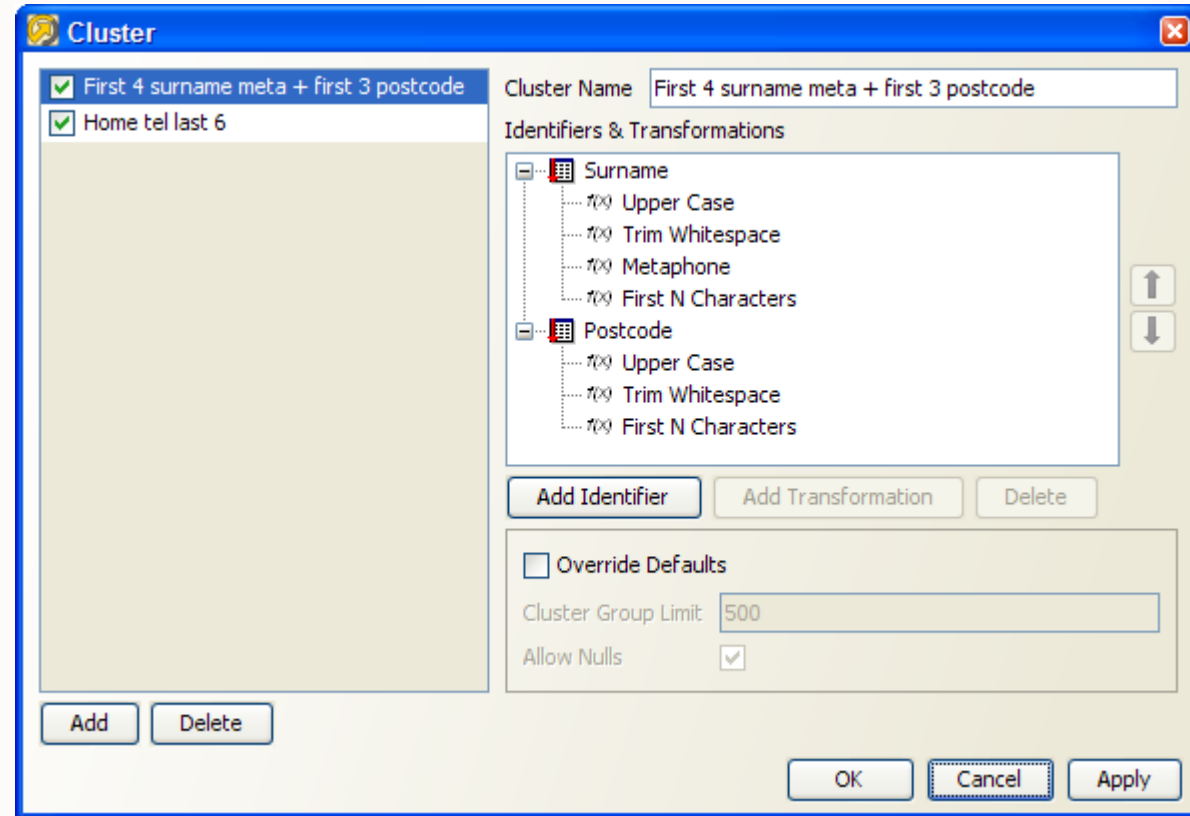 Cluster
First 4 surname meta + first 3 postcode
Home tel last 6
Cluster Name First 4 surname meta + first 3 postcode
Identifiers & Transformations
Surname
f(x) Upper Case
f(x) Trim Whitespace
f(x) Metaphone
f(x) First N Characters
Postcode
f(x) Upper Case
f(x) Trim Whitespace
f(x) First N Characters
Add Identifier Add Transformation Delete
Override Defaults
Cluster Group Limit 500
Allow Nulls
Add Delete
OK Cancel Apply